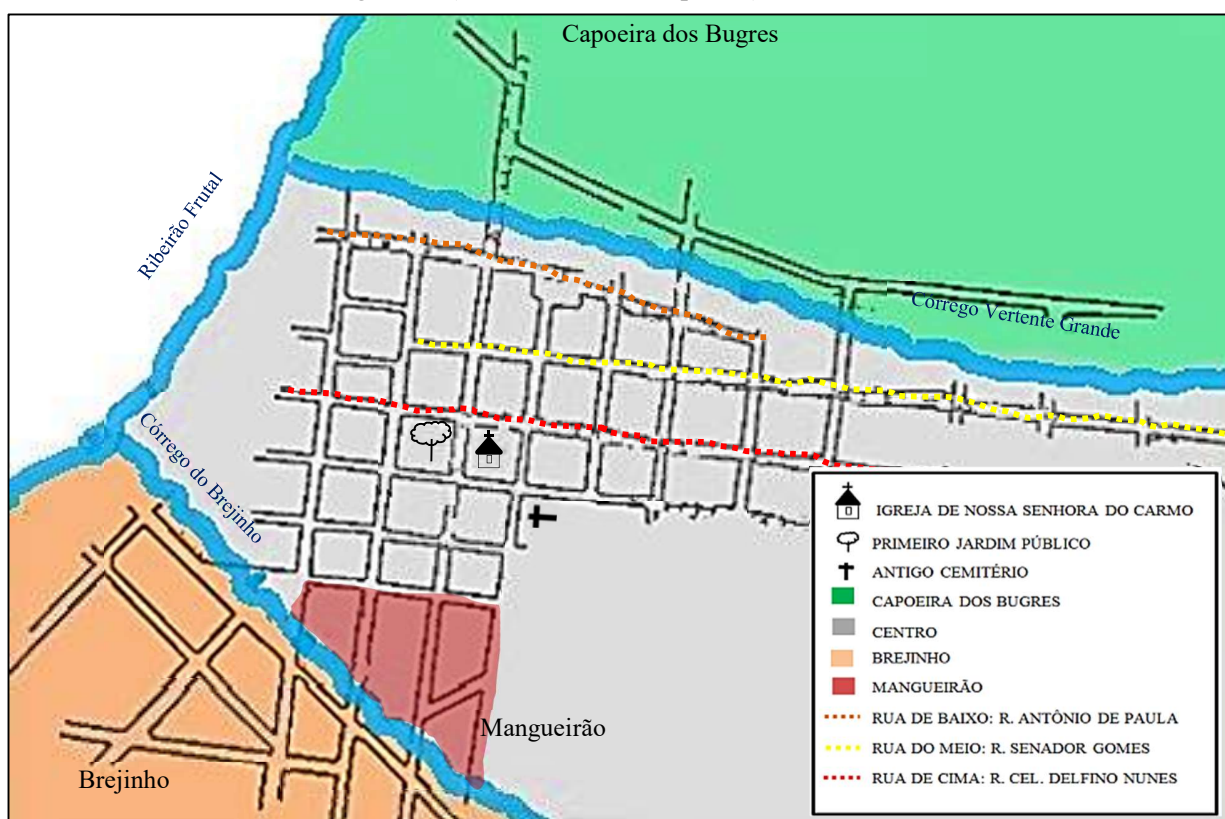 Capoeira dos Bugres
Ribeirão Frutal
Córrego Vertente Grande
Córrego do Brejinho
Mangueirão
Brejinho
IGREJA DE NOSSA SENHORA DO CARMO
PRIMEIRO JARDIM PÚBLICO
ANTIGO CEMITÉRIO
CAPOEIRA DOS BUGRES
CENTRO
BREJINHO
MANGUEIRÃO
RUA DE BAIXO: R. ANTÔNIO DE PAULA
RUA DO MEIO: R. SENADOR GOMES
RUA DE CIMA: R. CEL. DELFINO NUNES